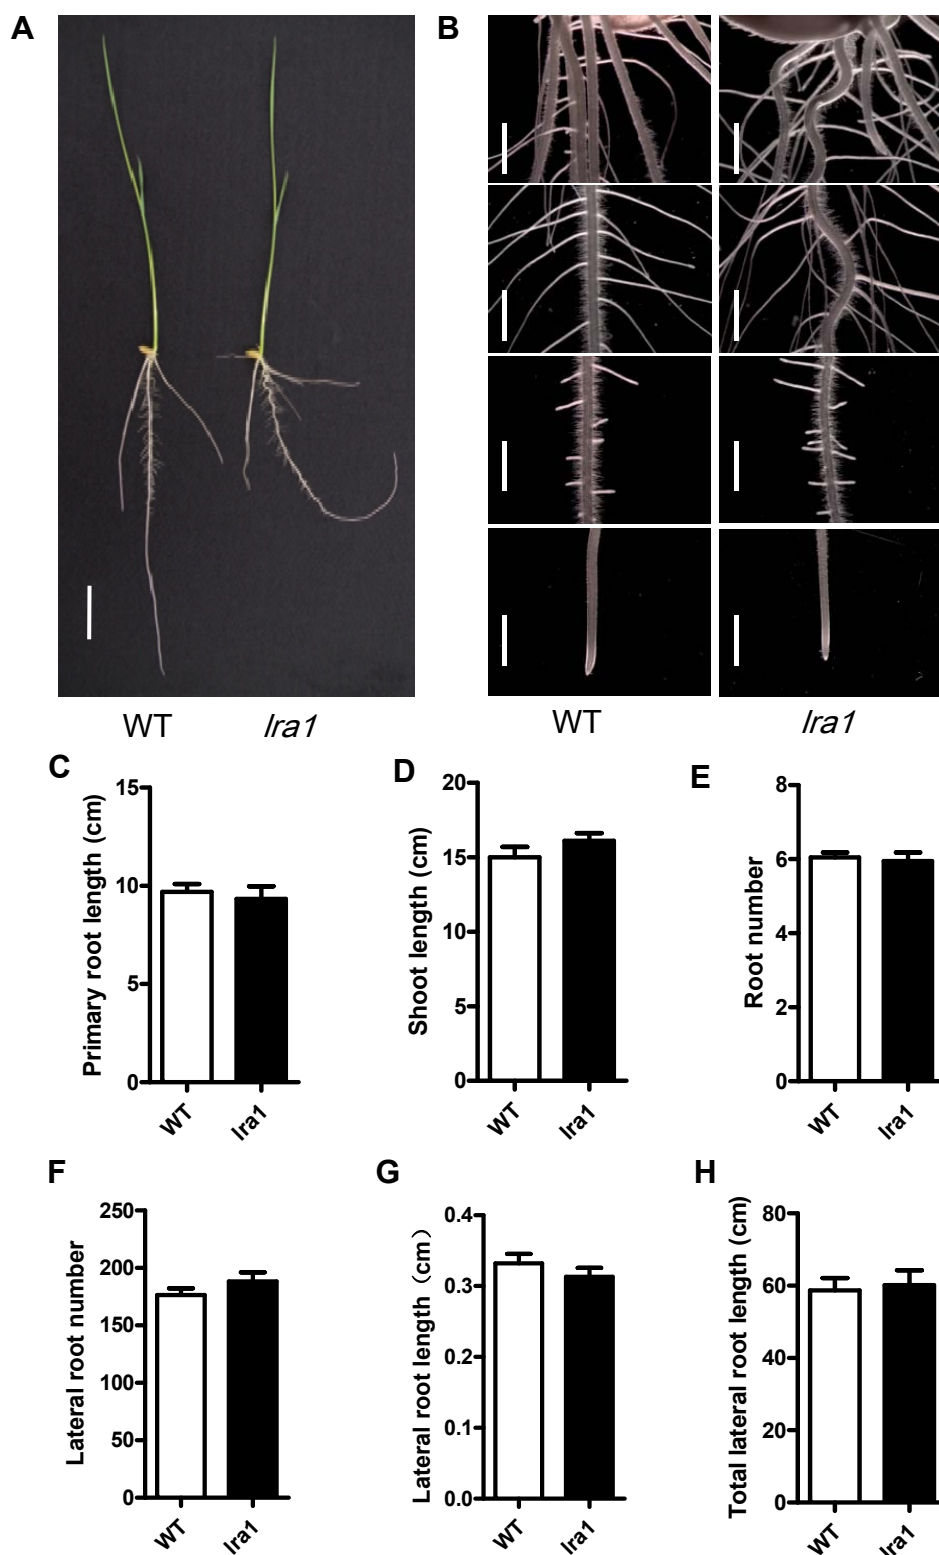 A
B
WT
lra1
WT
lra1
C
Primary root length (cm)
15
10
5
0
WT
lra1
D
Shoot length (cm)
20
15
10
5
0
WT
lra1
E
Root number
8
6
4
2
0
WT
lra1
F
Lateral root number
250
200
150
100
50
0
WT
lra1
G
Lateral root length（cm）
0.4
0.3
0.2
0.1
0.0
WT
lra1
H
Total lateral root length (cm)
80
60
40
20
0
WT
lra1